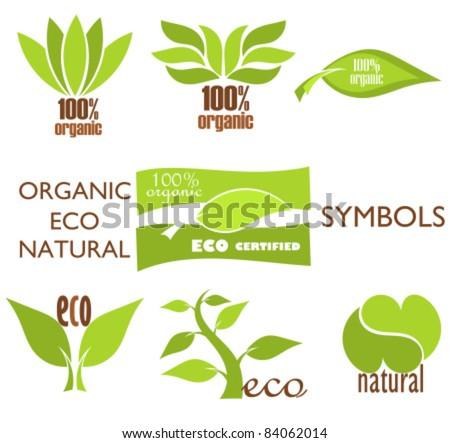 100%
organic
100%
organic
100%
organic
ORGANIC
ECO
NATURAL
100%
organic
ECO CERTIFIED
SYMBOLS
eco
eco
natural
www.shutterstock.com · 84062014